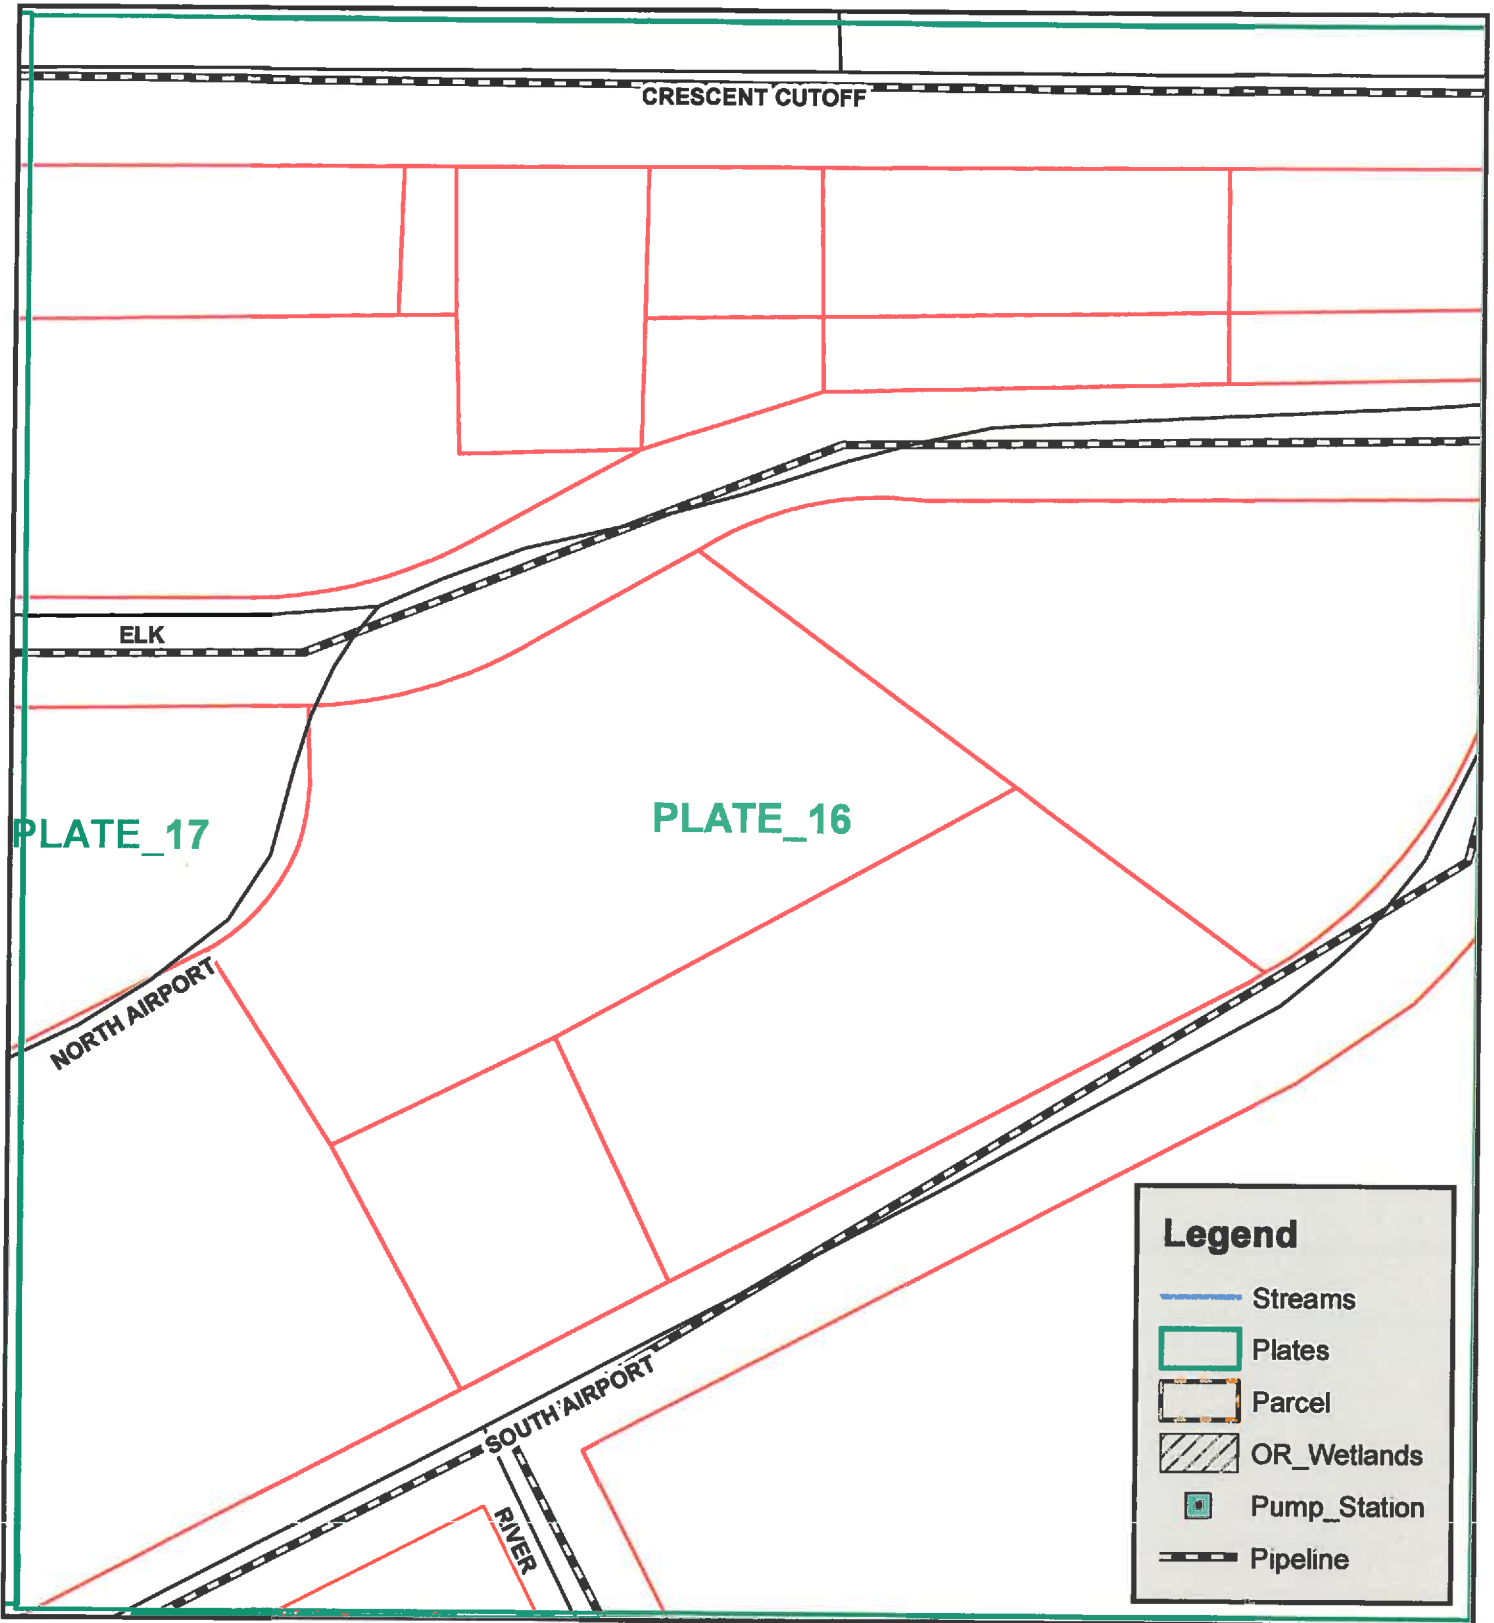 CRESCENT CUTOFF
ELK
PLATE_17
PLATE_16
NORTH AIRPORT
SOUTH AIRPORT
RIVER
Legend
Streams
Plates
Parcel
OR_Wetlands
Pump_Station
Pipeline